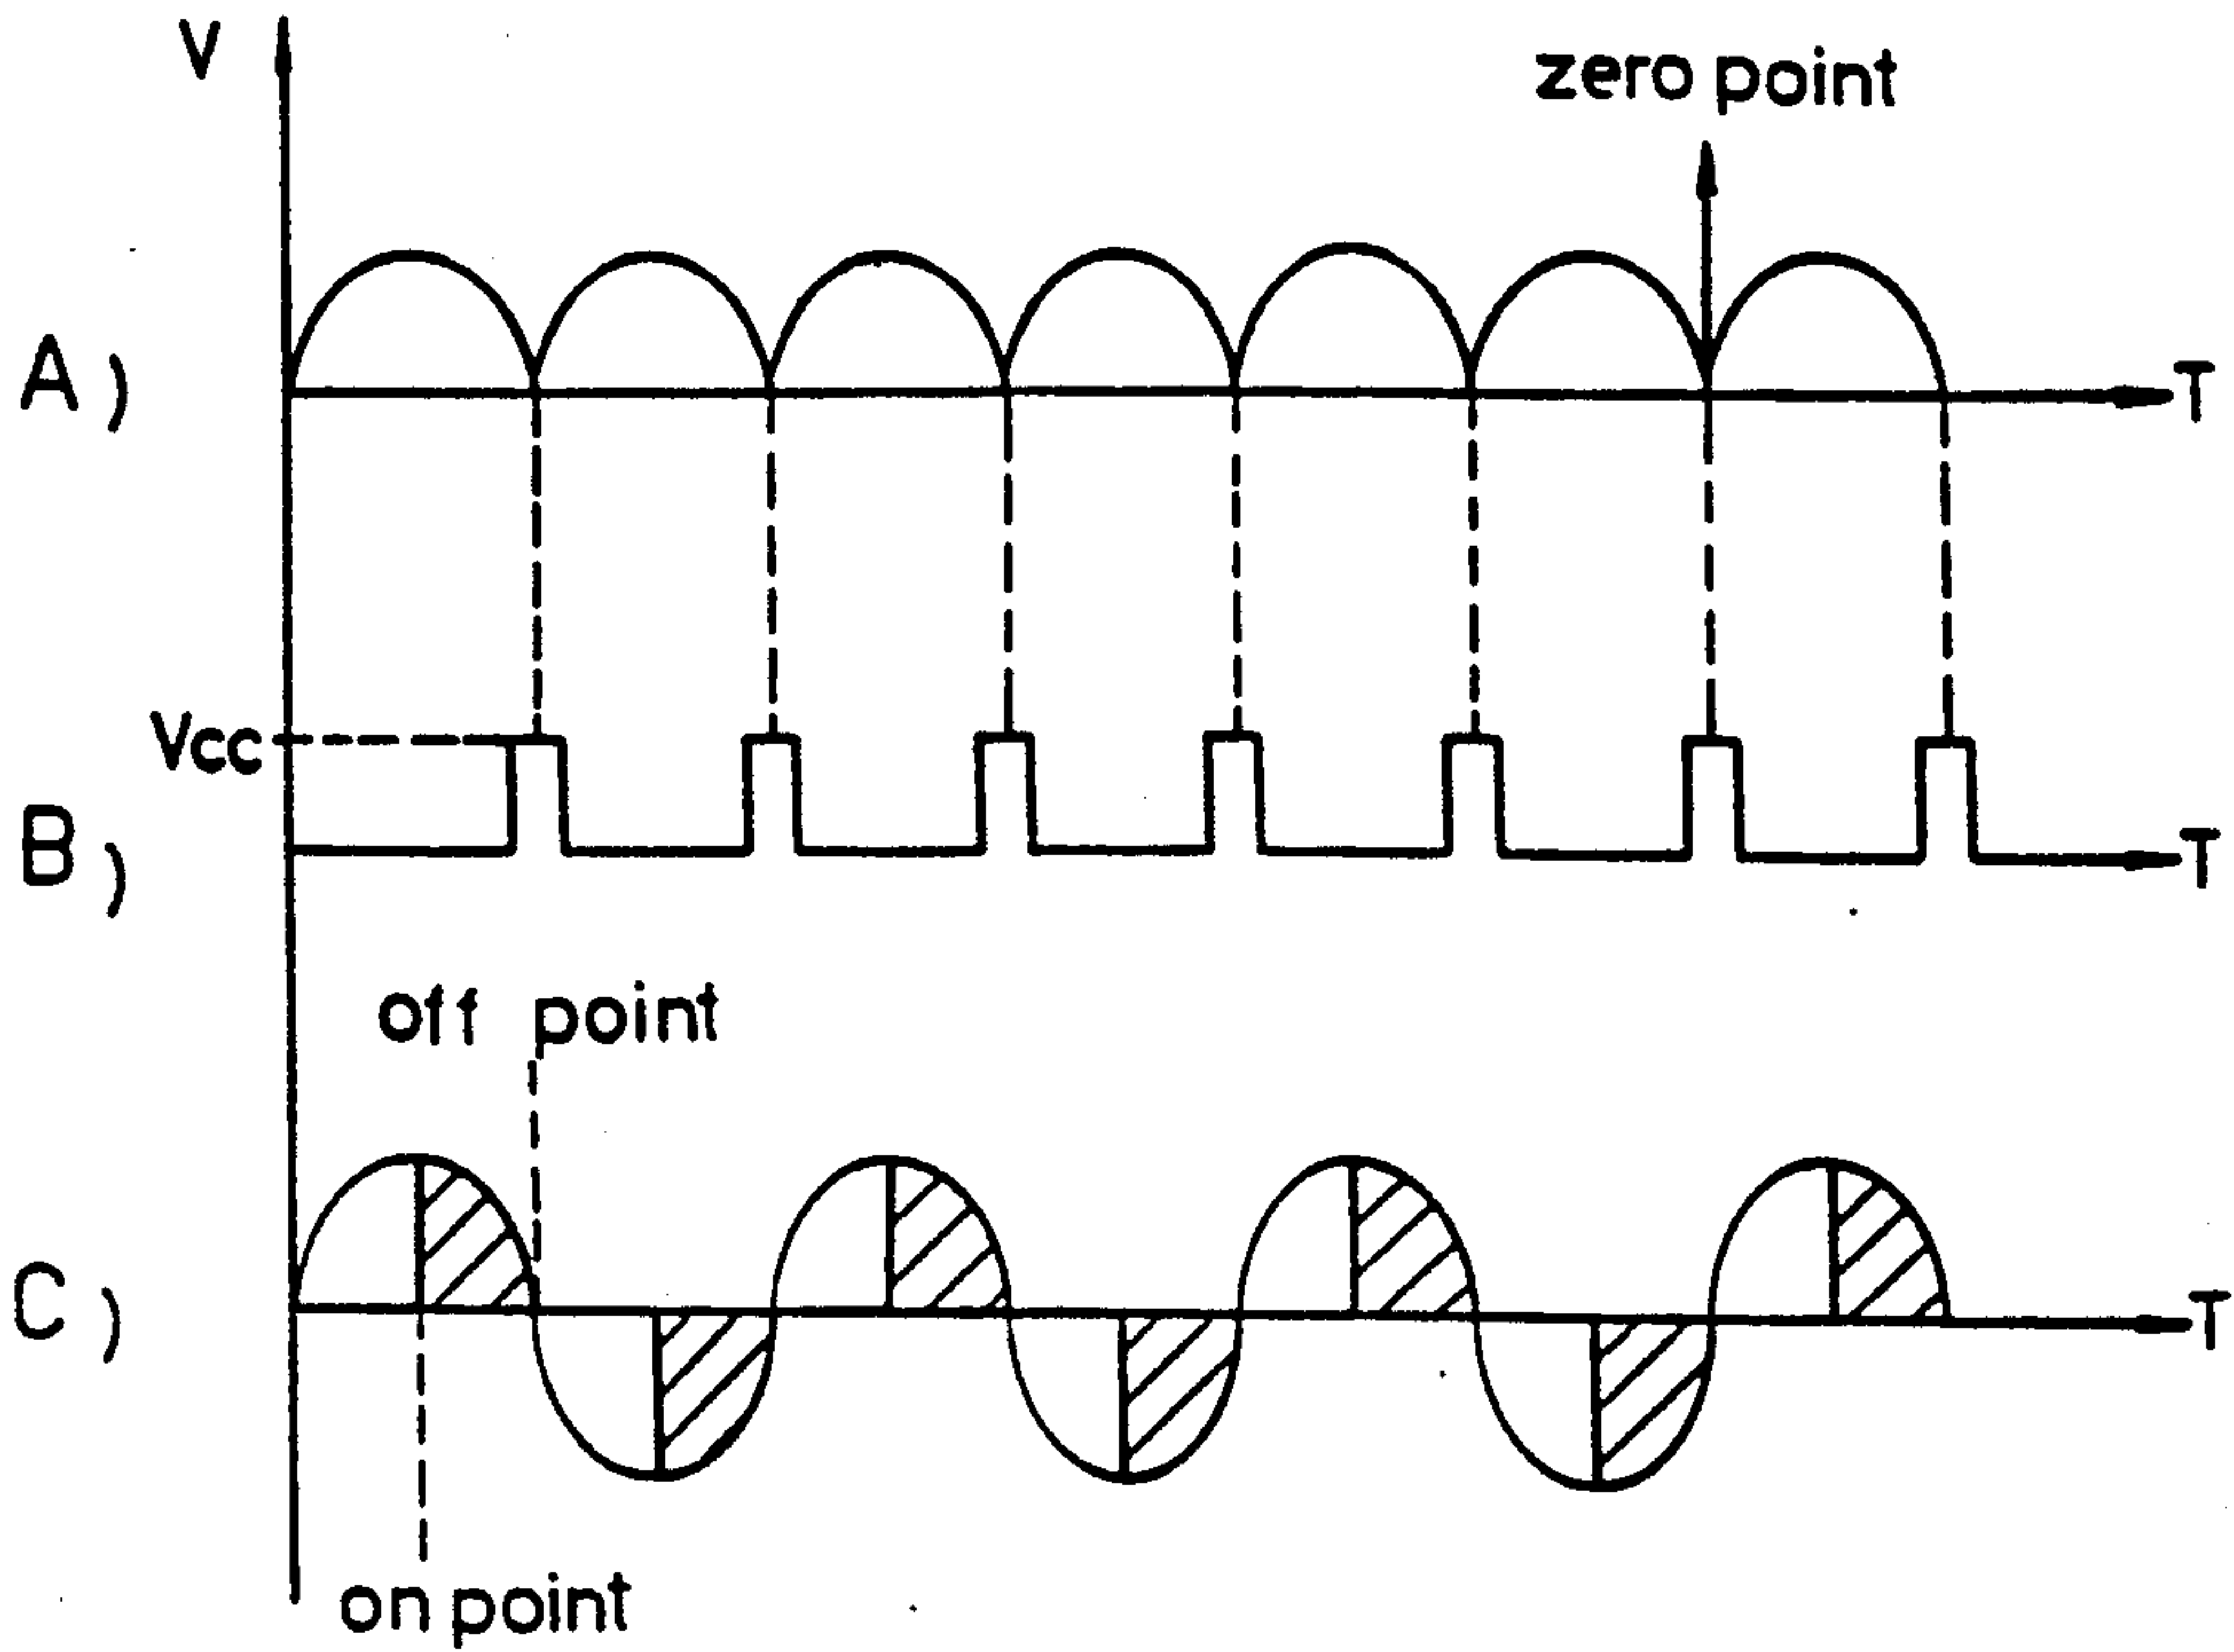 V
zero point
A)
T
Vcc
B)
T
off point
C)
T
on point